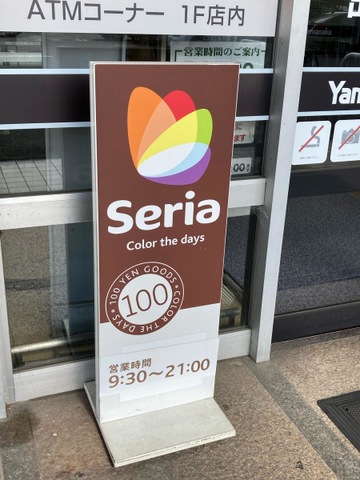 ATMコーナー 1F店内
営業時間のご案内
Yam
Seria
Color the days
100 YEN GOODS • COLOR THE DAYS •
100
営業時間
9:30～21:00